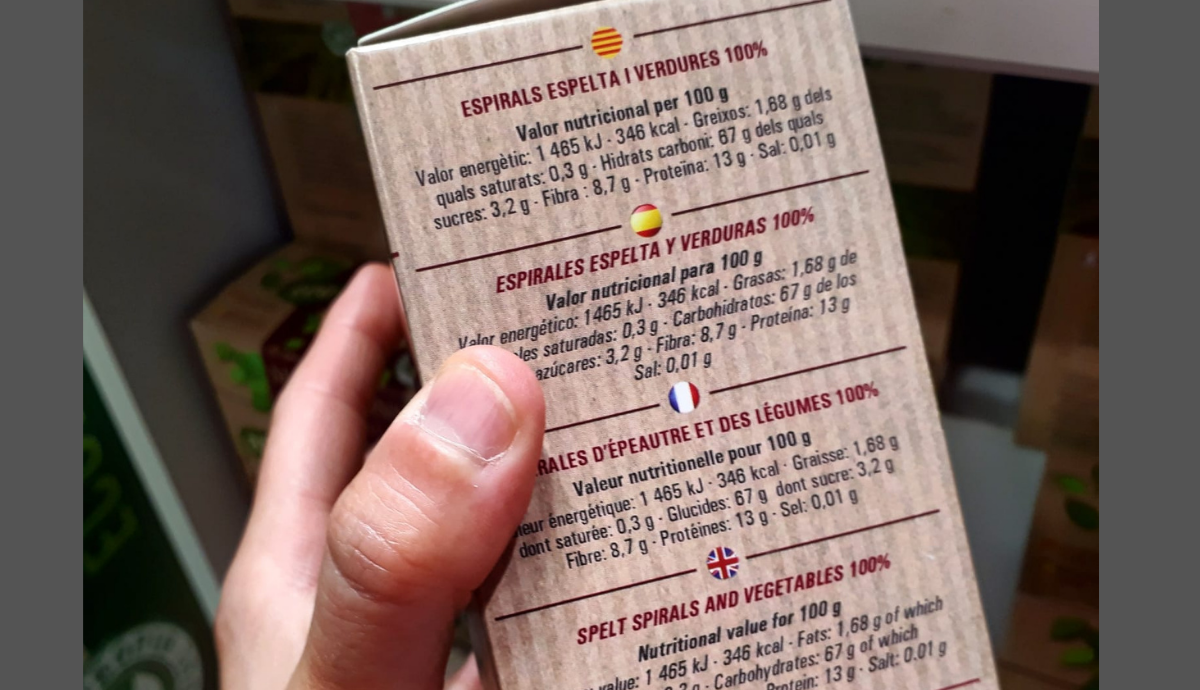 ESPIRALS ESPELTA I VERDURES 100%
Valor nutricional per 100 g
Valor energètic: 1 465 kJ · 346 kcal · Greixos: 1,68 g dels
quals saturats: 0,3 g · Hidrats carboni: 67 g dels quals
sucres: 3,2 g · Fibra : 8,7 g · Proteïna: 13 g · Sal: 0,01 g
ESPIRALES ESPELTA Y VERDURAS 100%
Valor nutricional para 100 g
Valor energético: 1465 kJ · 346 kcal · Grasas: 1,68 g de
les saturadas: 0,3 g · Carbohidratos: 67 g de los
azúcares: 3,2 g · Fibra: 8,7 g · Proteína: 13 g
Sal: 0,01 g
RALES D'ÉPEAUTRE ET DES LÉGUMES 100%
Valeur nutritionelle pour 100 g
leur énergètique: 1 465 kJ · 346 kcal · Graisse: 1,68 g
dont saturée: 0,3 g · Glucides: 67 g dont sucre: 3,2 g
Fibre: 8,7 g · Protéines: 13 g · Sel: 0,01 g
SPELT SPIRALS AND VEGETABLES 100%
Nutritional value for 100 g
value: 1 465 kJ · 346 kcal · Fats: 1,68 g of which
g · Carbohydrates: 67 g of which
Protein: 13 g · Salt: 0.01 g